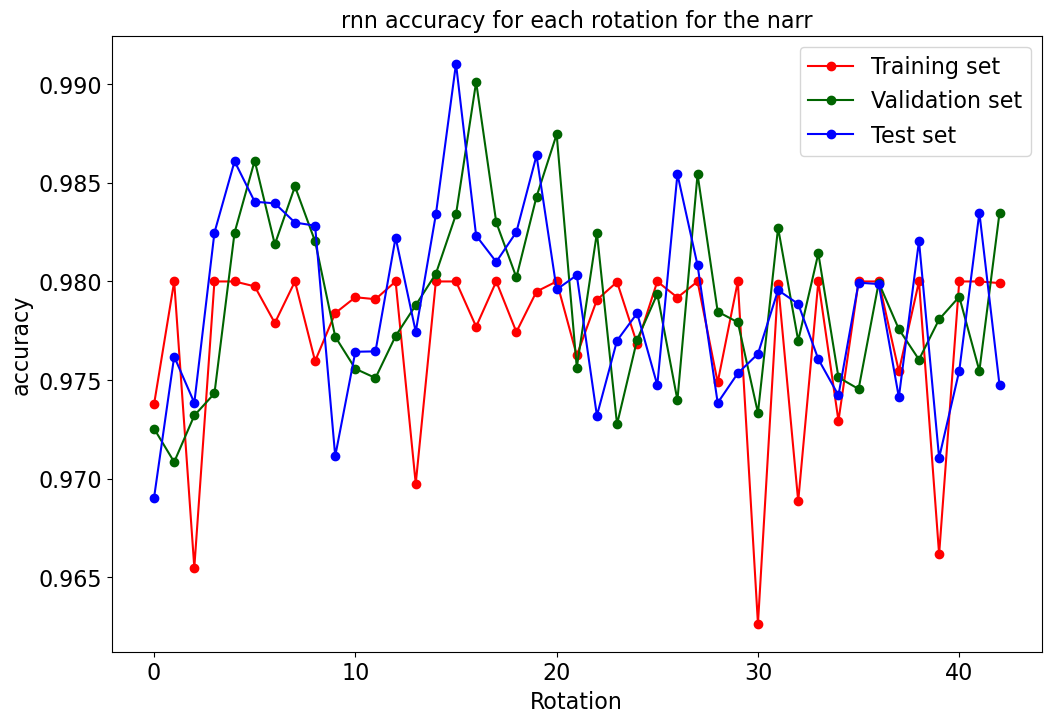 rnn accuracy for each rotation for the narr
Training set
Validation set
Test set
0.990
0.985
0.980
0.975
0.970
0.965
accuracy
0
10
20
30
40
Rotation